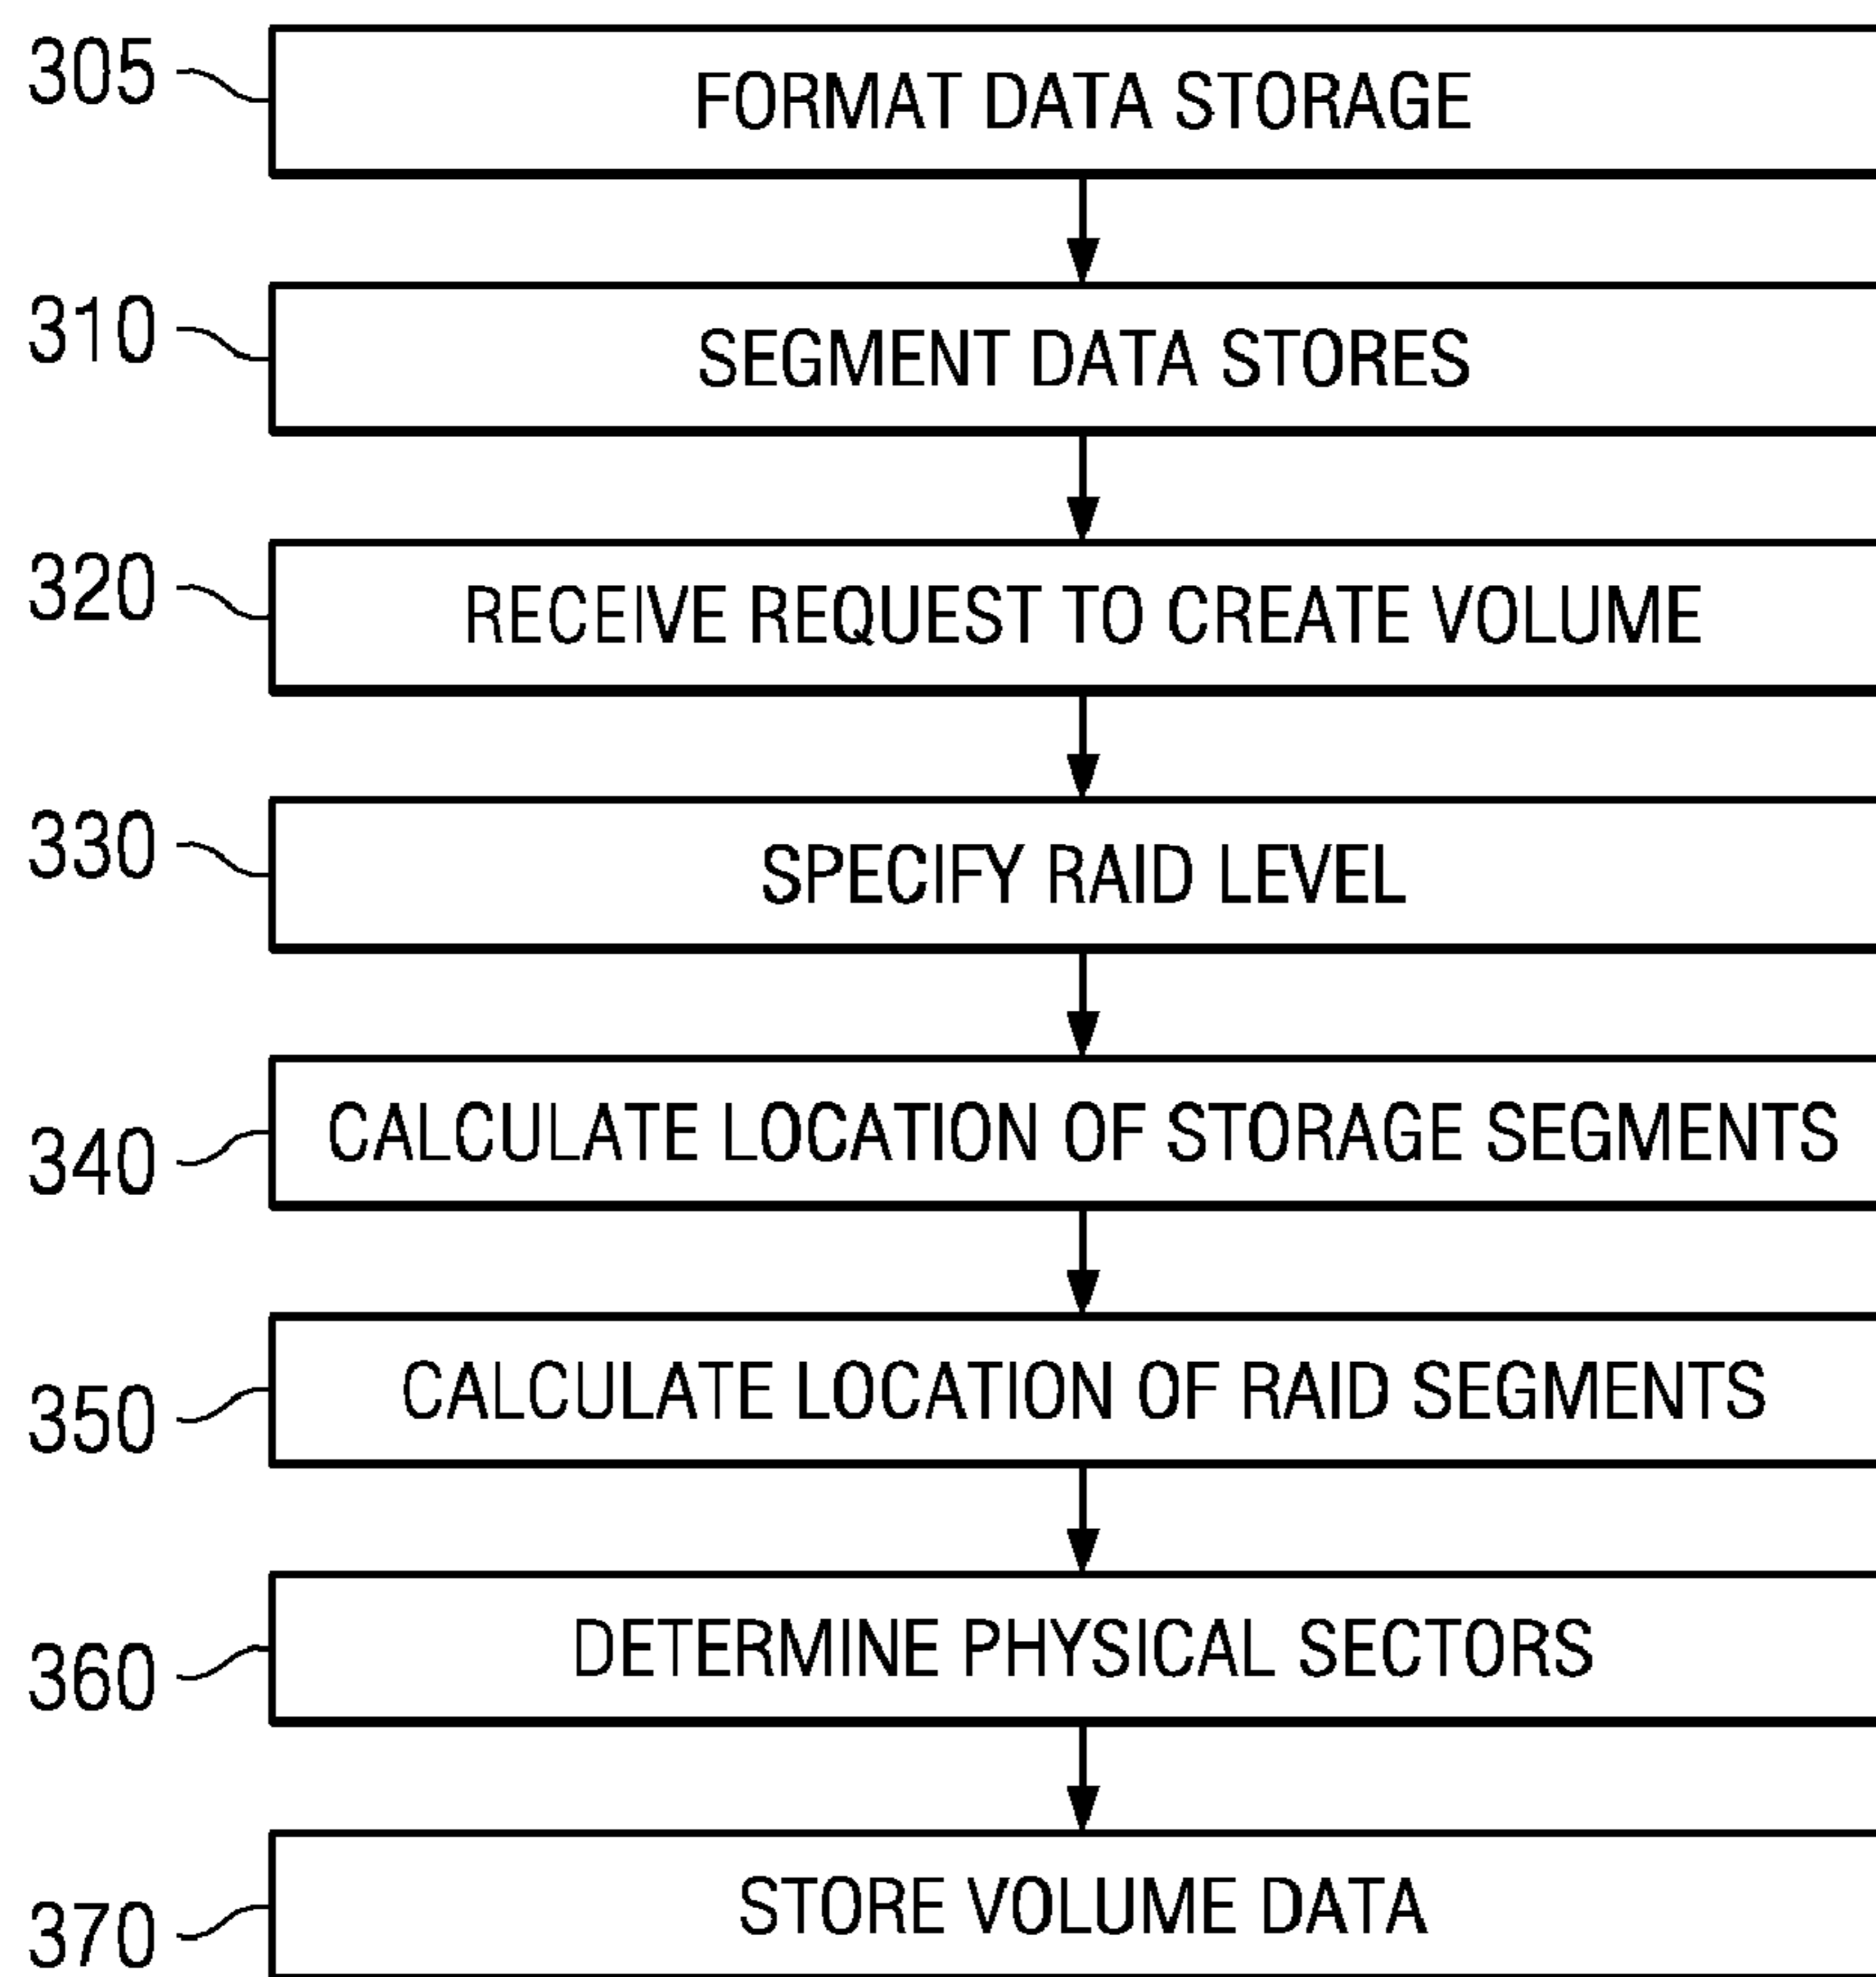 305
FORMAT DATA STORAGE
310
SEGMENT DATA STORES
320
RECEIVE REQUEST TO CREATE VOLUME
330
SPECIFY RAID LEVEL
340
CALCULATE LOCATION OF STORAGE SEGMENTS
350
CALCULATE LOCATION OF RAID SEGMENTS
360
DETERMINE PHYSICAL SECTORS
370
STORE VOLUME DATA